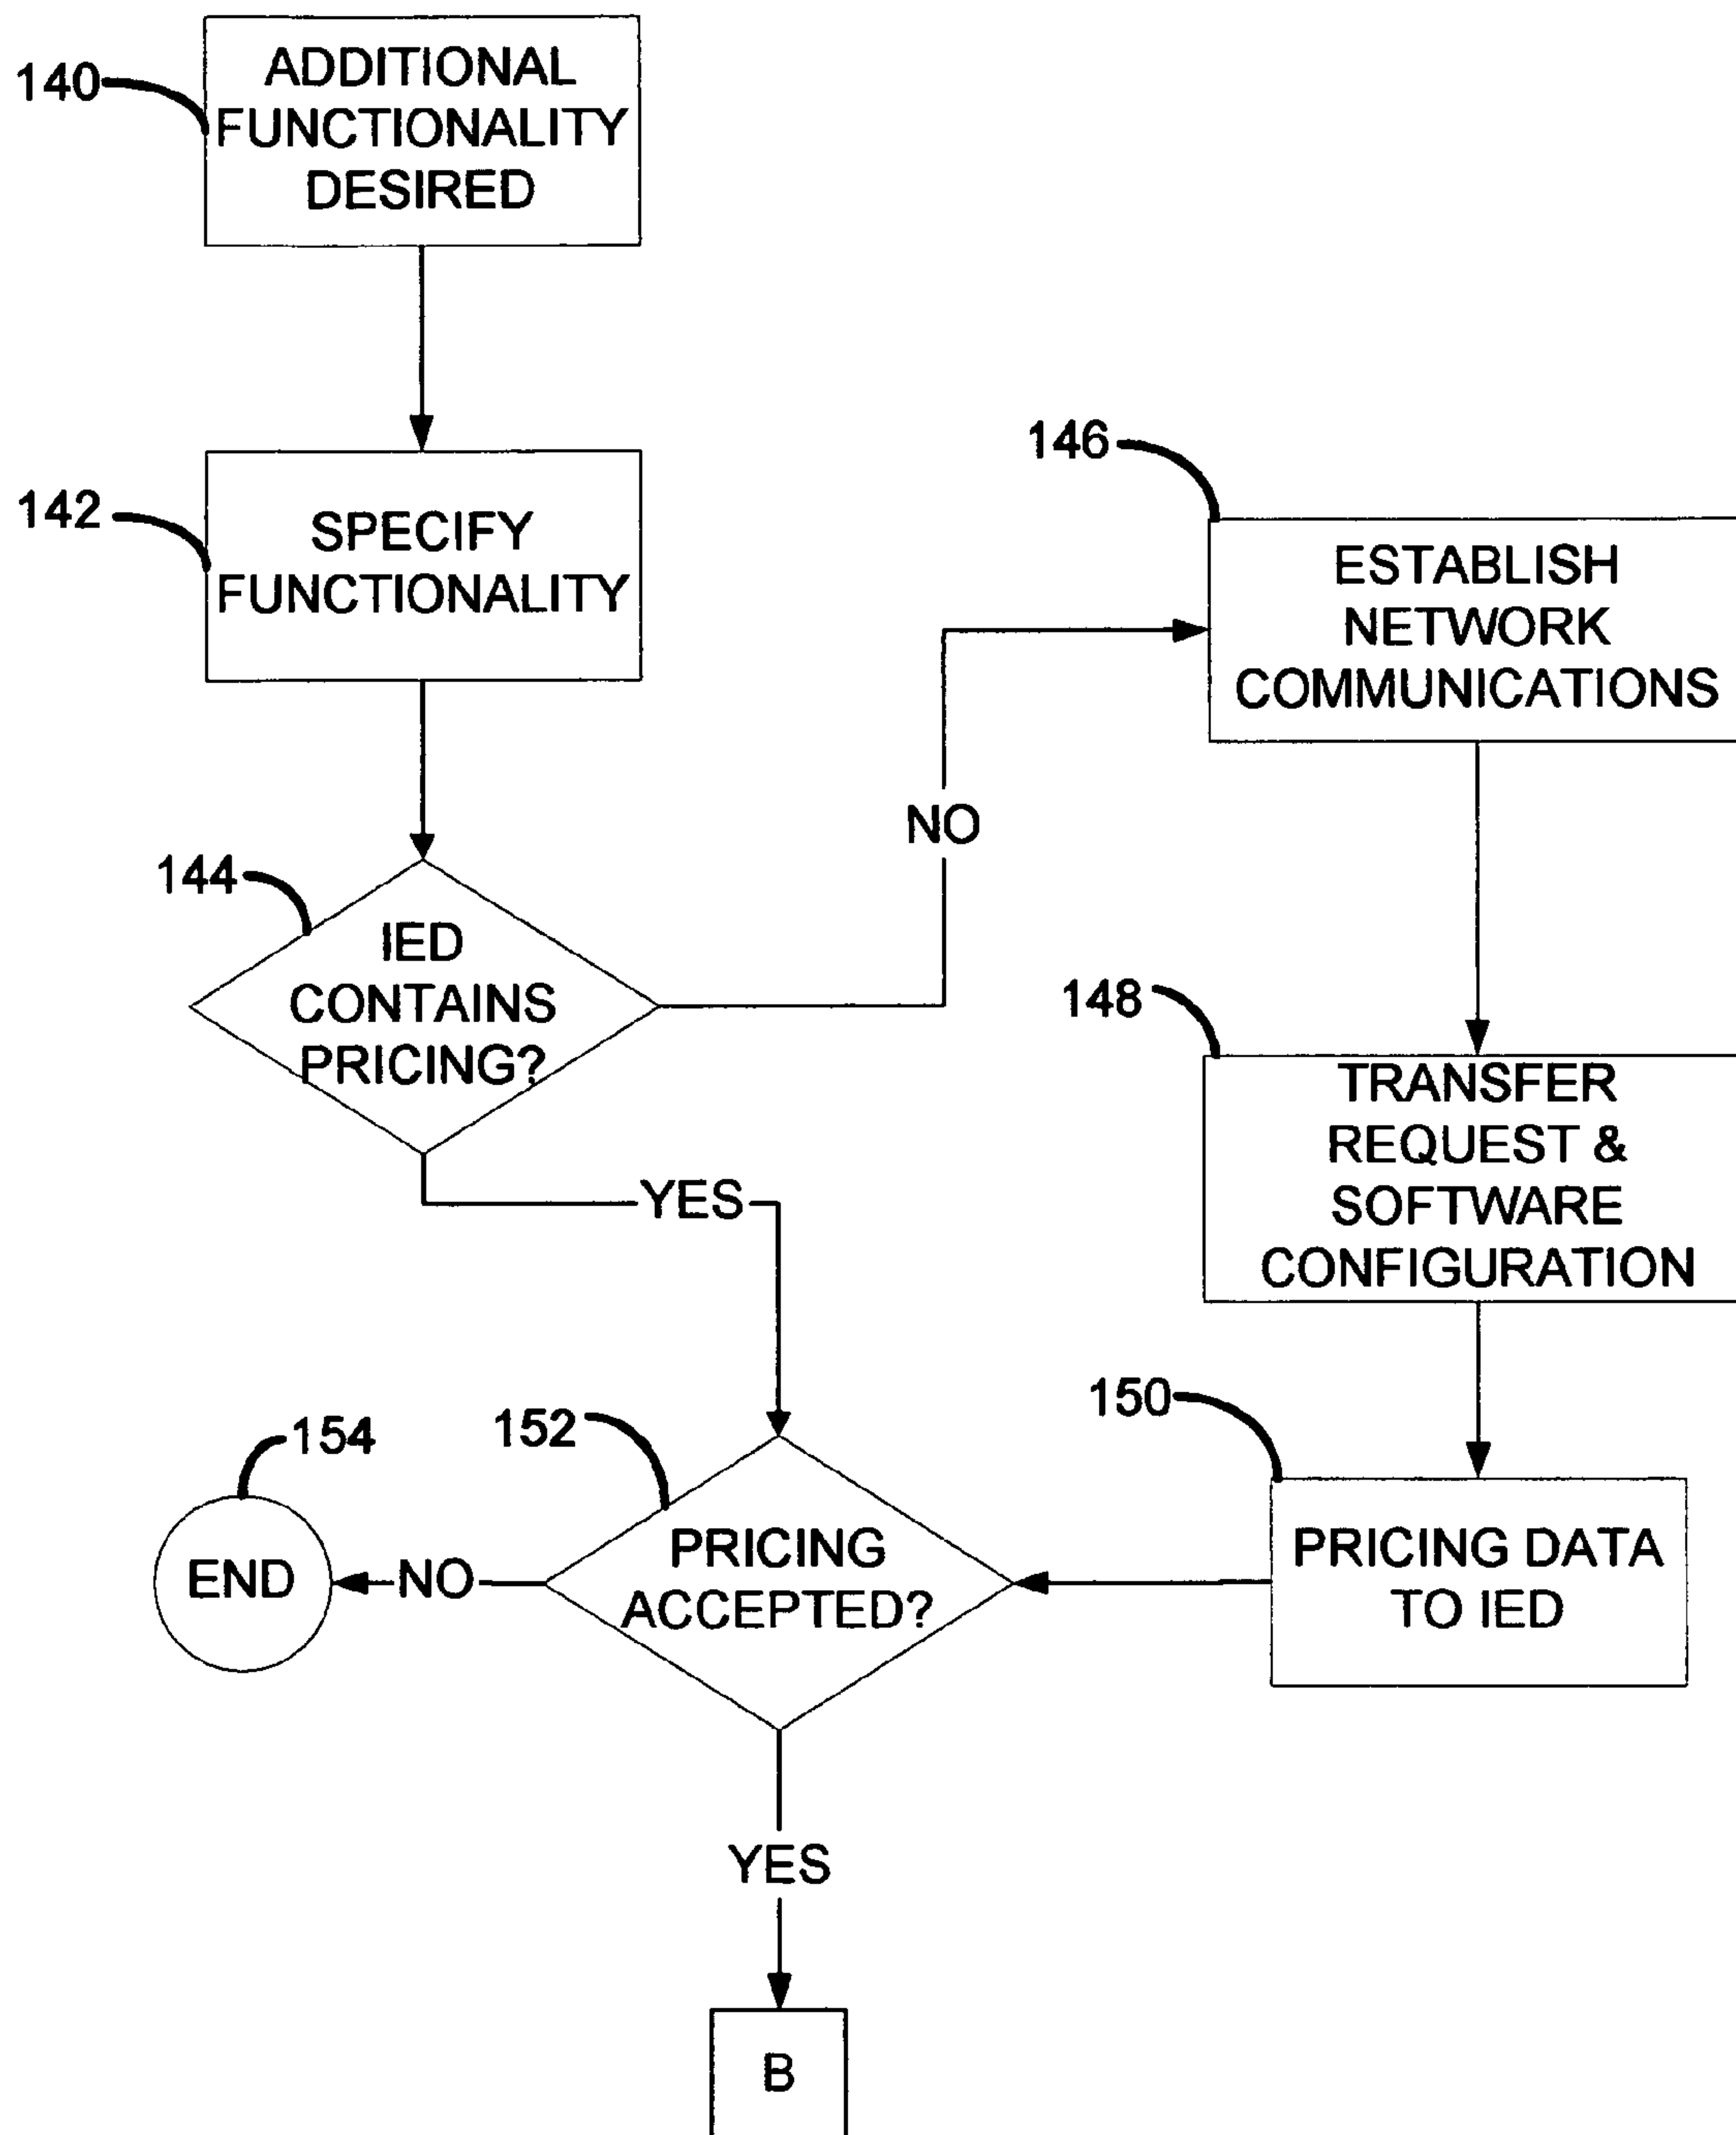 140
ADDITIONAL
FUNCTIONALITY
DESIRED
142
SPECIFY
FUNCTIONALITY
144
IED
CONTAINS
PRICING?
NO
146
ESTABLISH
NETWORK
COMMUNICATIONS
148
TRANSFER
REQUEST &
SOFTWARE
CONFIGURATION
YES
150
PRICING DATA
TO IED
152
PRICING
ACCEPTED?
NO
154
END
YES
B